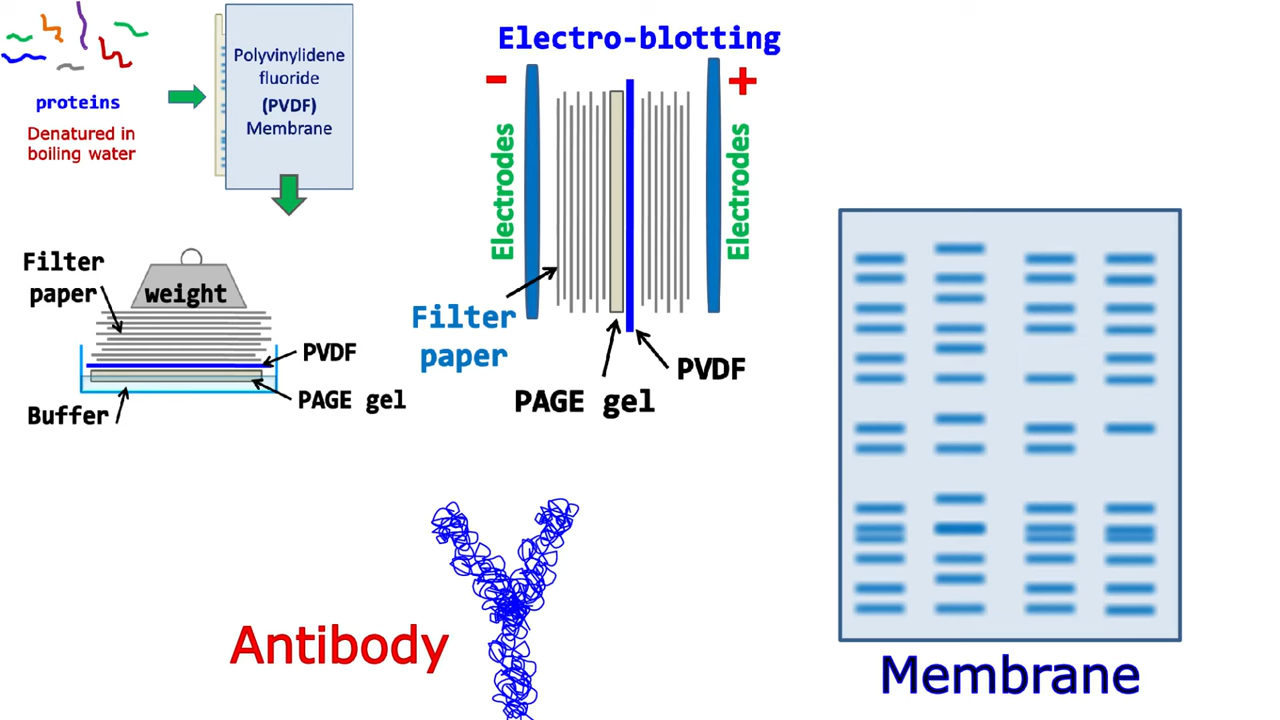 proteins
Denatured in
boiling water
Polyvinylidene
fluoride
(PVDF)
Membrane
Filter
paper
weight
PVDF
PAGE gel
Buffer
Electro-blotting
-
+
Electrodes
Electrodes
Filter
paper
PAGE gel
PVDF
Antibody
Membrane